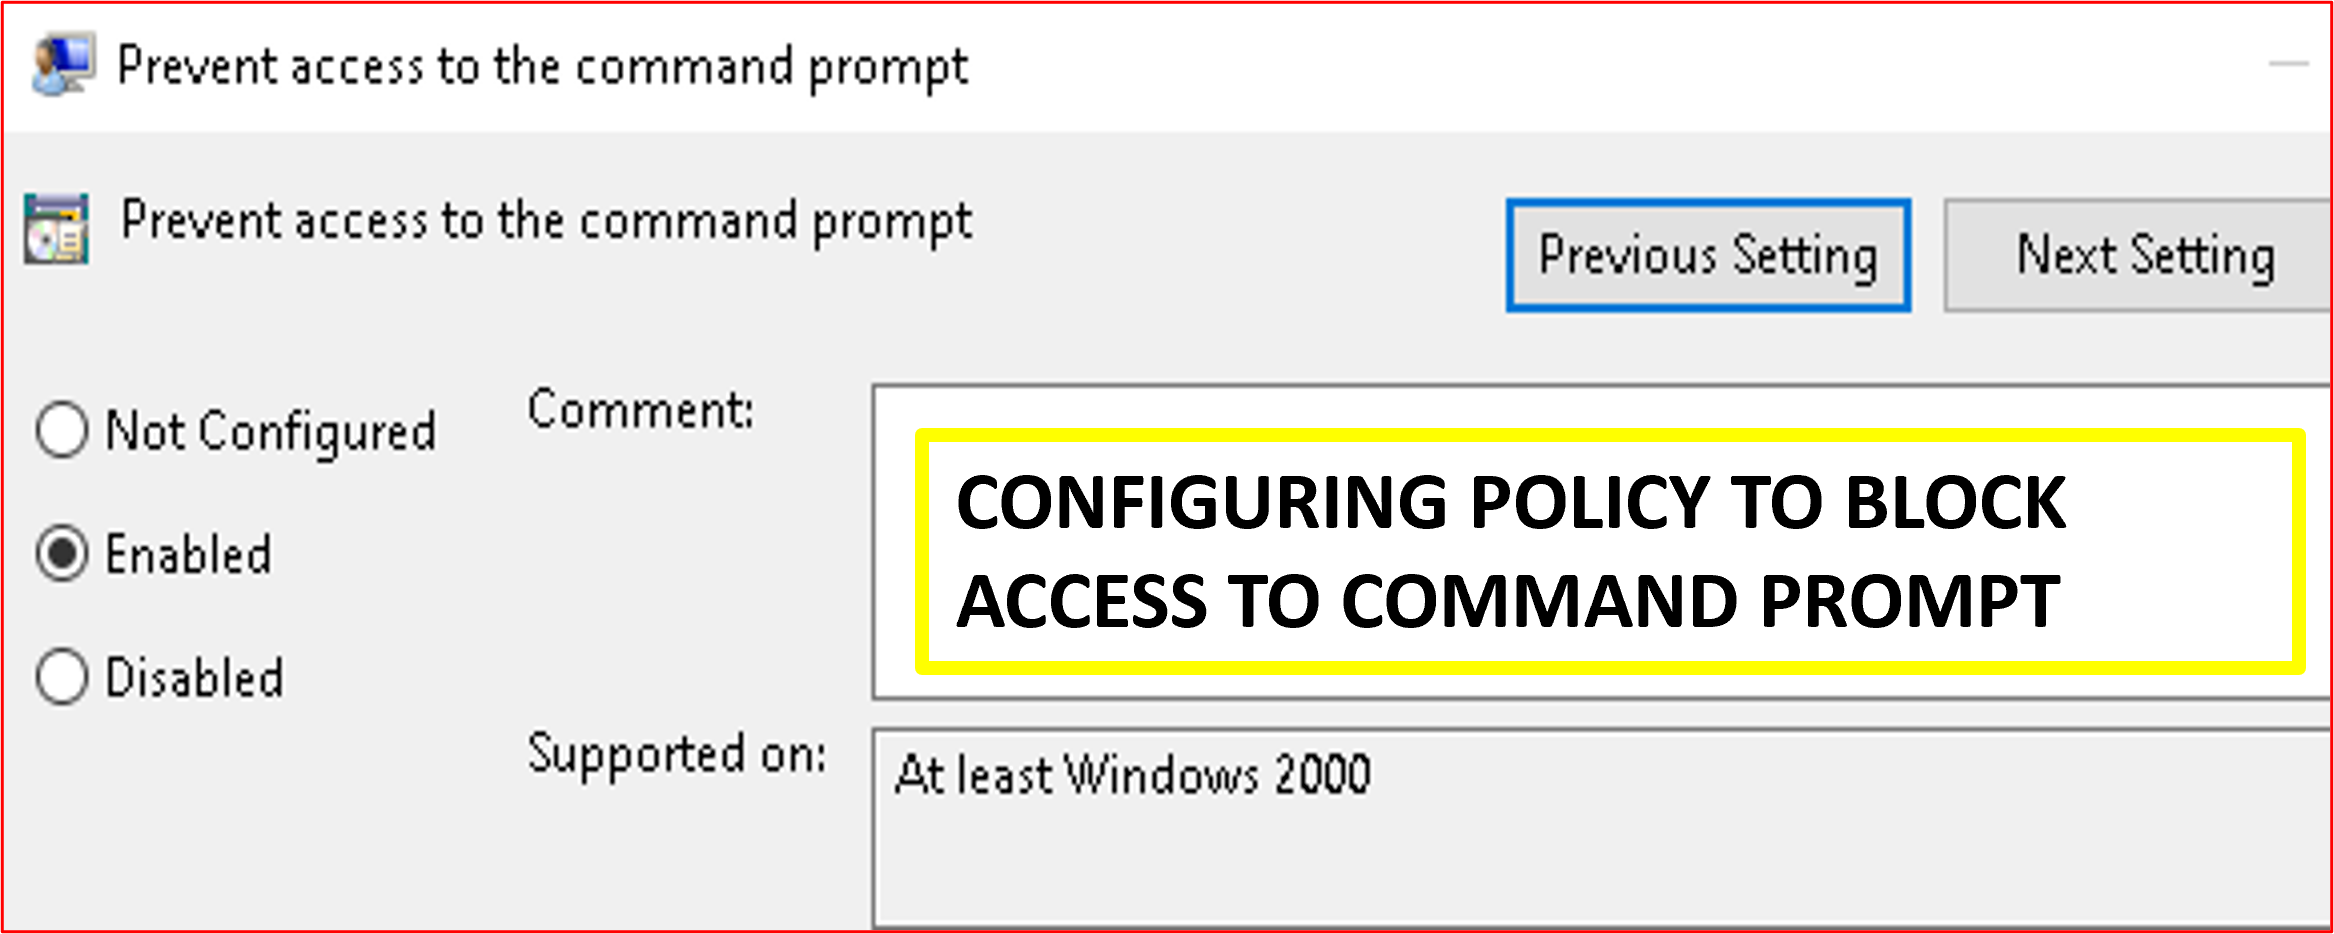 Prevent access to the command prompt
Prevent access to the command prompt
Previous Setting
Next Setting
Not Configured
Comment:
CONFIGURING POLICY TO BLOCK
ACCESS TO COMMAND PROMPT
Enabled
Disabled
Supported on:
At least Windows 2000